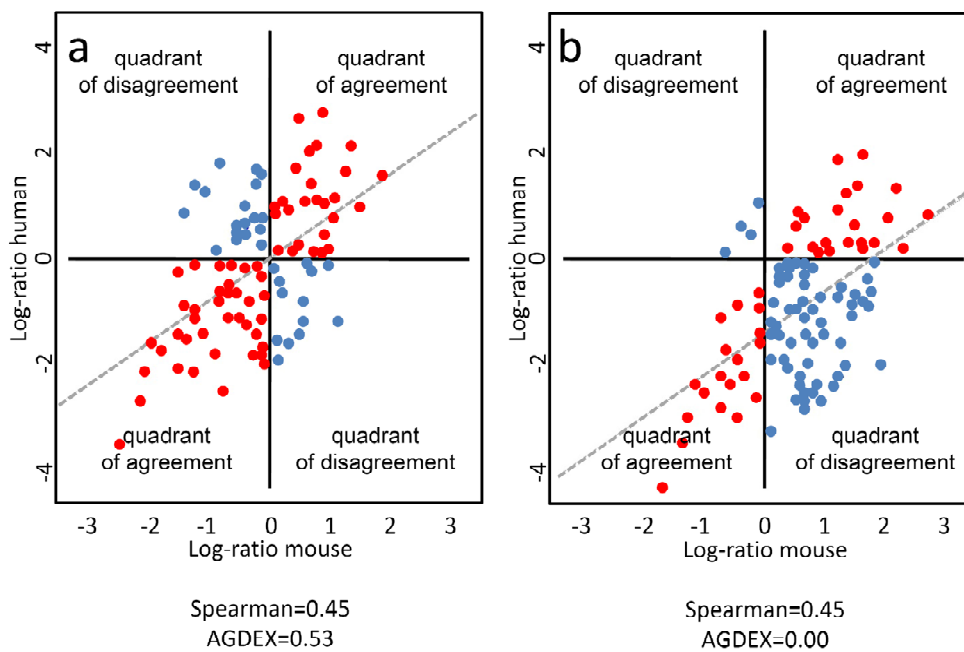 a
quadrant
of disagreement
quadrant
of agreement
4
2
0
-2
-4
Log-ratio human
quadrant
of agreement
quadrant
of disagreement
-3
-2
-1
0
1
2
3
Log-ratio mouse
Spearman=0.45
AGDEX=0.53
b
quadrant
of disagreement
quadrant
of agreement
4
2
0
-2
-4
Log-ratio human
quadrant
of agreement
quadrant
of disagreement
-3
-2
-1
0
1
2
3
Log-ratio mouse
Spearman=0.45
AGDEX=0.00